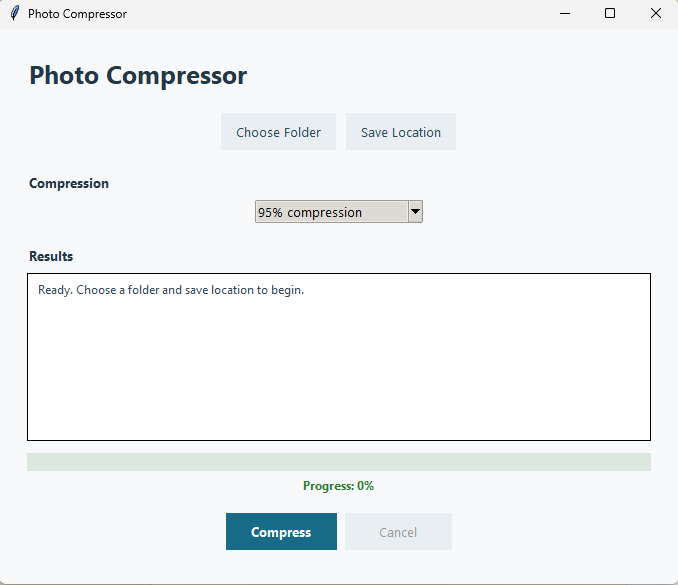 Photo Compressor
Photo Compressor
Choose Folder Save Location
Compression
95% compression
Results
Ready. Choose a folder and save location to begin.
Progress: 0%
Compress Cancel